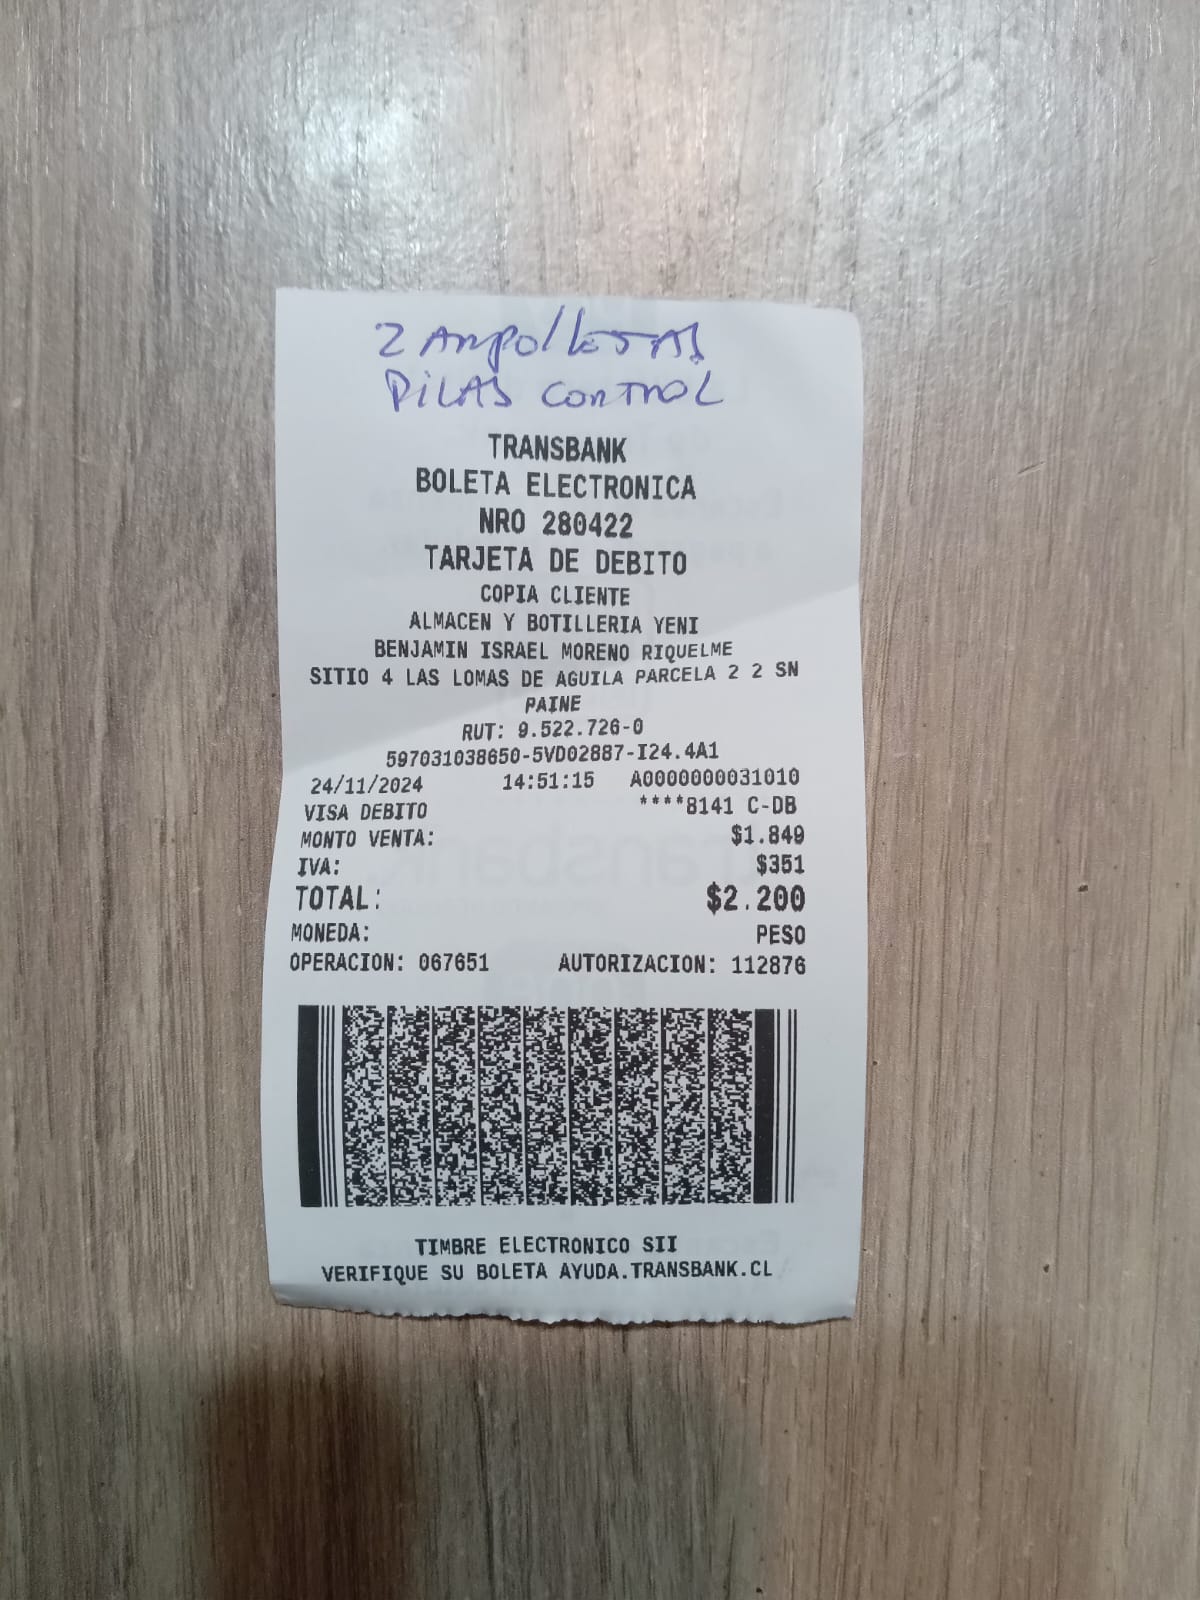 2 AMPOLLETAS
PILAS CONTROL
TRANSBANK
BOLETA ELECTRONICA
NRO 280422
TARJETA DE DEBITO
COPIA CLIENTE
ALMACEN Y BOTILLERIA YENI
BENJAMIN ISRAEL MORENO RIQUELME
SITIO 4 LAS LOMAS DE AGUILA PARCELA 2 2 SN
PAINE
RUT: 9.522.726-0
597031038650-5VD02887-I24.4A1
24/11/2024 14:51:15 A0000000031010
VISA DEBITO ****8141 C-DB
MONTO VENTA: $1.849
IVA: $351
TOTAL: $2.200
MONEDA: PESO
OPERACION: 067651 AUTORIZACION: 112876
TIMBRE ELECTRONICO SII
VERIFIQUE SU BOLETA AYUDA.TRANSBANK.CL